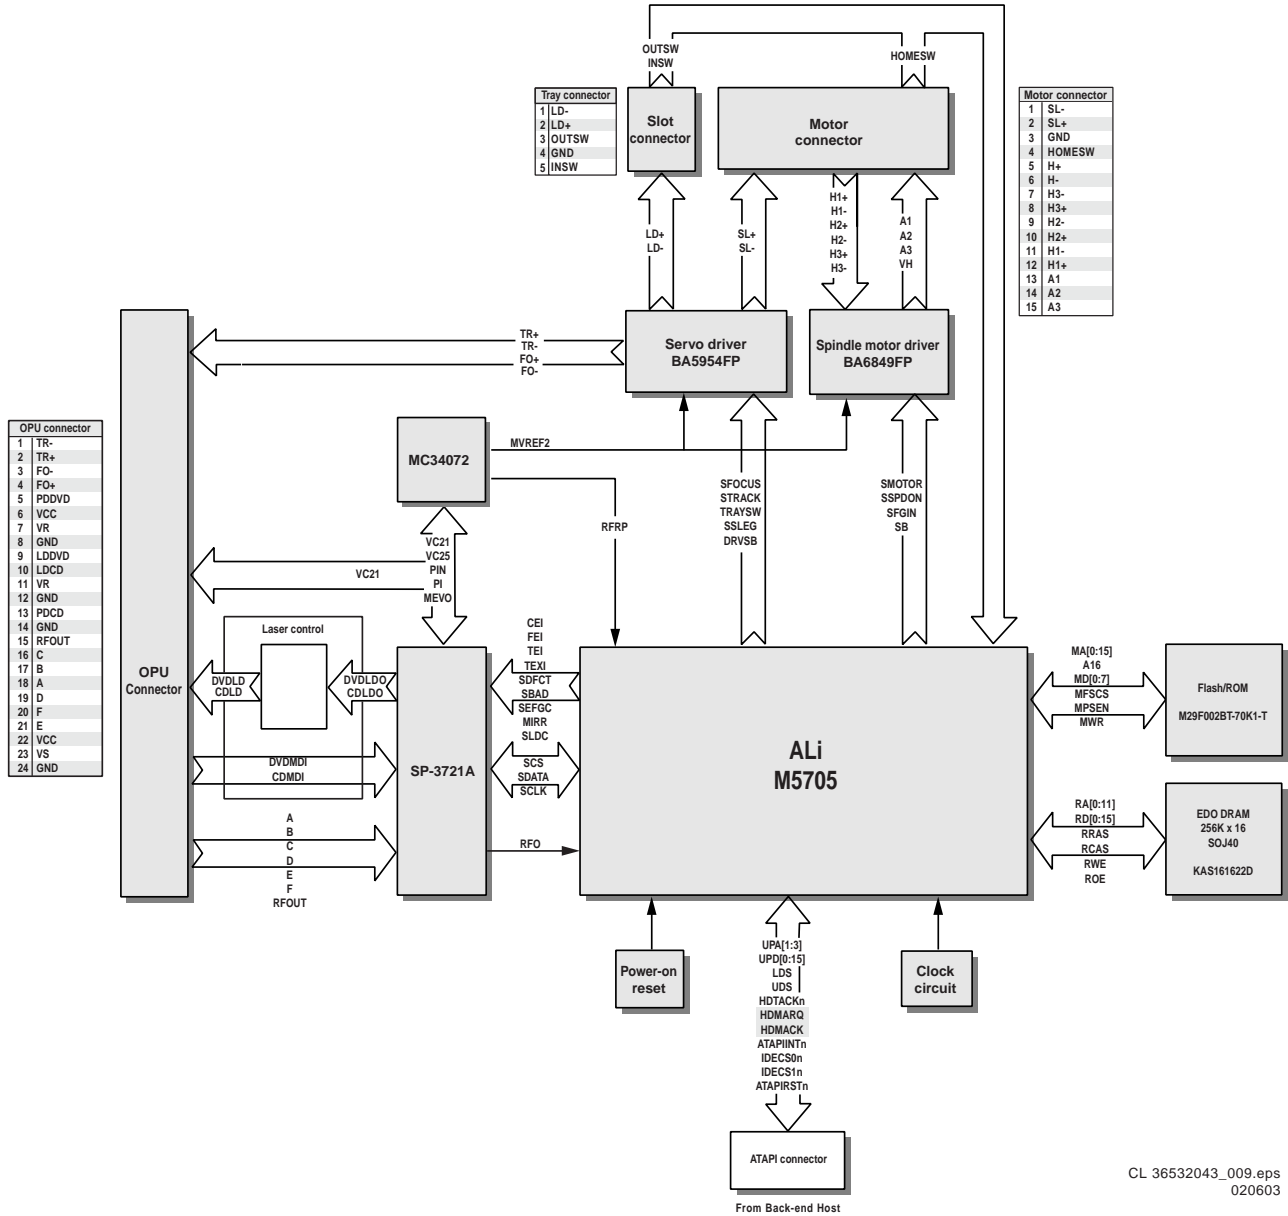 OUTSW
INSW
HOMESW
Tray connector
1 LD-
2 LD+
3 OUTSW
4 GND
5 INSW
Slot
connector
Motor
connector
Motor connector
1 SL-
2 SL+
3 GND
4 HOMESW
5 H+
6 H-
7 H3-
8 H3+
9 H2-
10 H2+
11 H1-
12 H1+
13 A1
14 A2
15 A3
LD+
LD-
SL+
SL-
H1+
H1-
H2+
H2-
H3+
H3-
A1
A2
A3
VH
TR+
TR-
FO+
FO-
Servo driver
BA5954FP
Spindle motor driver
BA6849FP
OPU connector
1 TR-
2 TR+
3 FO-
4 FO+
5 PDDVD
6 VCC
7 VR
8 GND
9 LDDVD
10 LDCD
11 VR
12 GND
13 PDCD
14 GND
15 RFOUT
16 C
17 B
18 A
19 D
20 F
21 E
22 VCC
23 VS
24 GND
OPU
Connector
MC34072
MVREF2
RFRP
SFOCUS
STRACK
TRAYSW
SSLEG
DRVSB
SMOTOR
SSPDON
SFGIN
SB
VC21
VC21
VC25
PIN
PI
MEVO
Laser control
DVDLD
CDLD
DVDLDO
CDLDO
DVDMDI
CDMDI
A
B
C
D
E
F
RFOUT
SP-3721A
CEI
FEI
TEI
TEXI
SDFCT
SBAD
SEFGC
MIRR
SLDC
SCS
SDATA
SCLK
RFO
ALi
M5705
MA[0:15]
A16
MD[0:7]
MFSCS
MPSEN
MWR
Flash/ROM
M29F002BT-70K1-T
RA[0:11]
RD[0:15]
RRAS
RCAS
RWE
ROE
EDO DRAM
256K x 16
SOJ40
KAS161622D
Power-on
reset
Clock
circuit
UPA[1:3]
UPD[0:15]
LDS
UDS
HDTACKn
HDMARQ
HDMACK
ATAPIINTn
IDECS0n
IDECS1n
ATAPIRSTn
ATAPI connector
From Back-end Host
CL 36532043_009.eps
020603